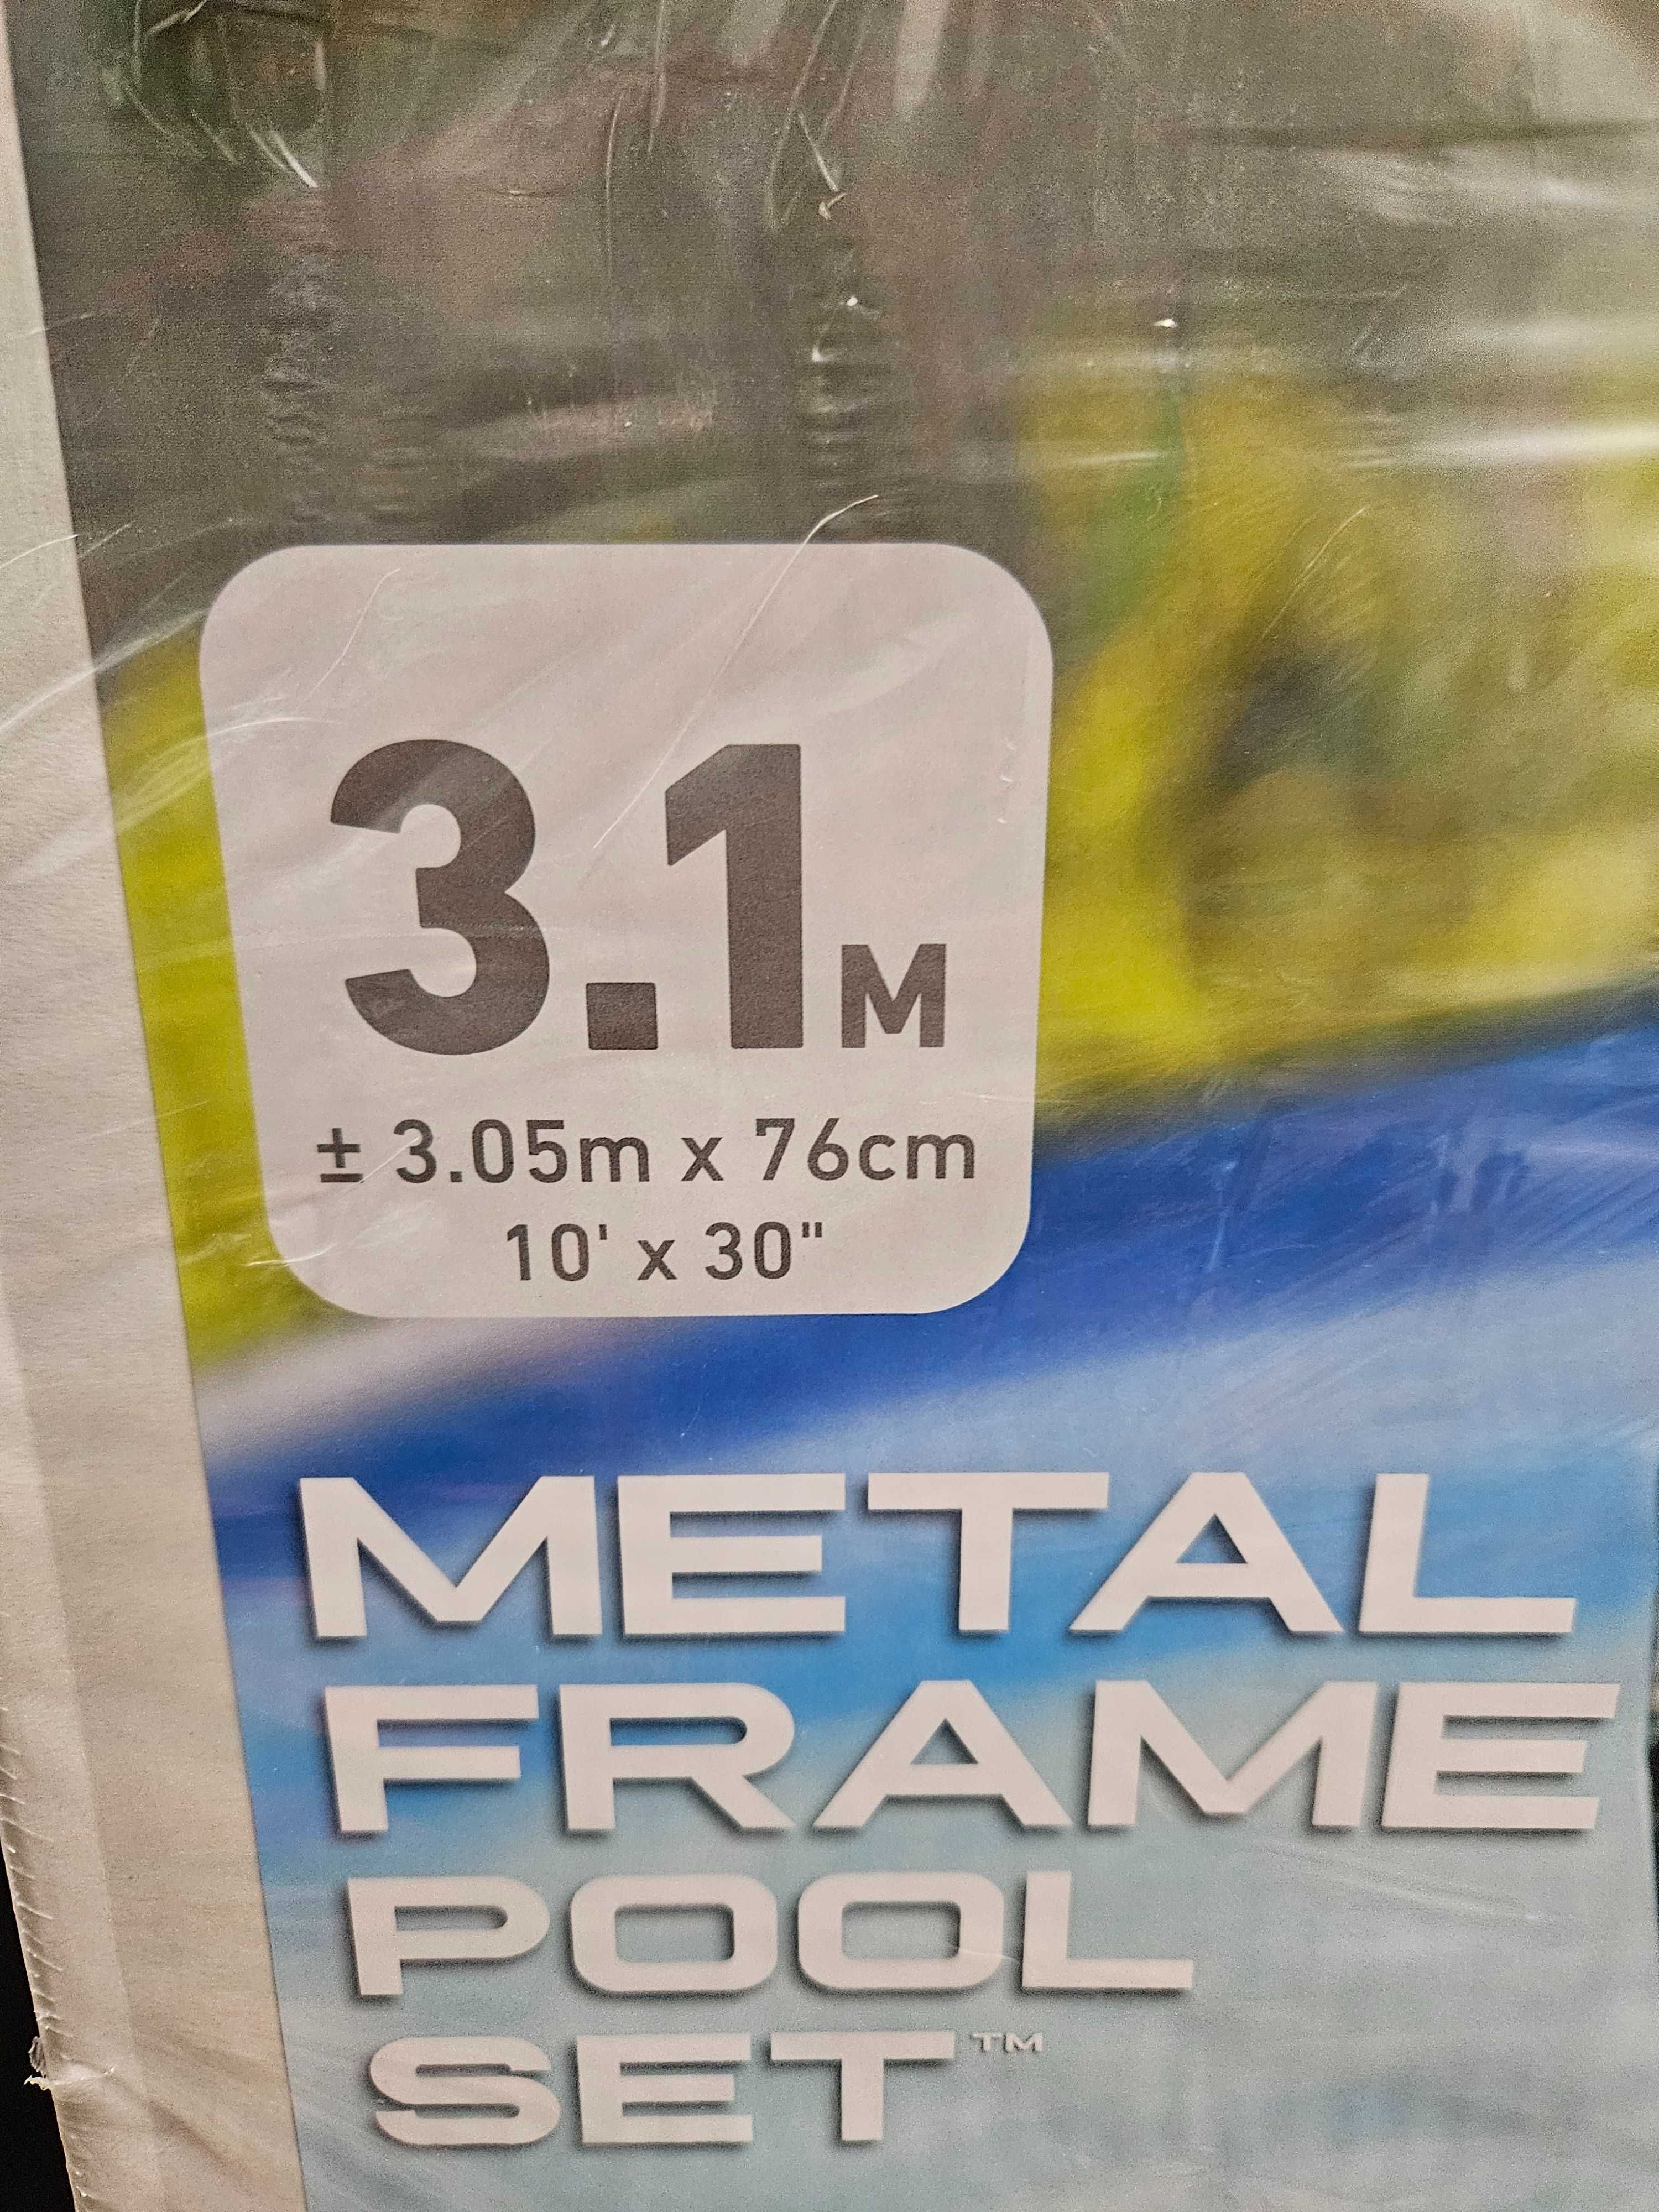 3.1M
± 3.05m x 76cm
10' x 30"
METAL
FRAME
POOL
SET™